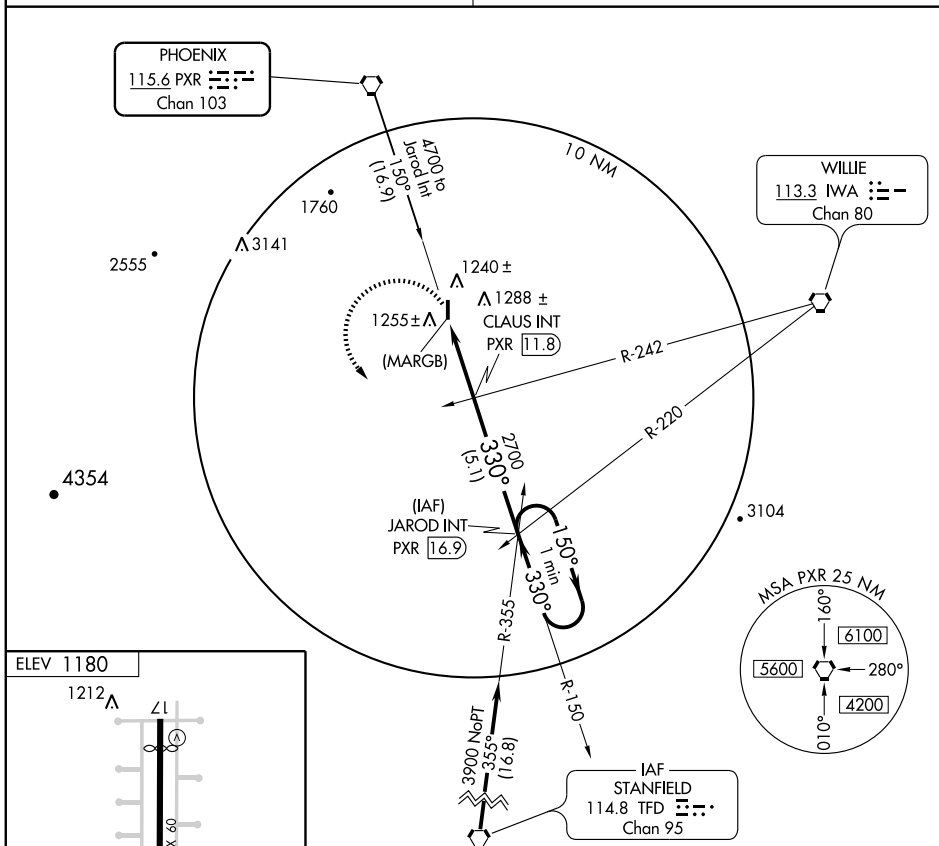 PHOENIX
115.6 PXR
Chan 103
4700 to
Jarod Int
150°
(16.9)
10 NM
WILLIE
113.3 IWA
Chan 80
1760
3141
2555
1240 ±
1288 ±
1255 ±
CLAUS INT
PXR 11.8
(MARGB)
R-242
R-220
2700
330°
(5.1)
4354
(IAF)
JAROD INT
PXR 16.9
3104
150°
1 min
330°
R-355
R-150
MSA PXR 25 NM
160°
6100
5600
280°
4200
010°
ELEV 1180
1212
17
V
X 60
3900 NoPT
355°
(16.8)
IAF
STANFIELD
114.8 TFD
Chan 95